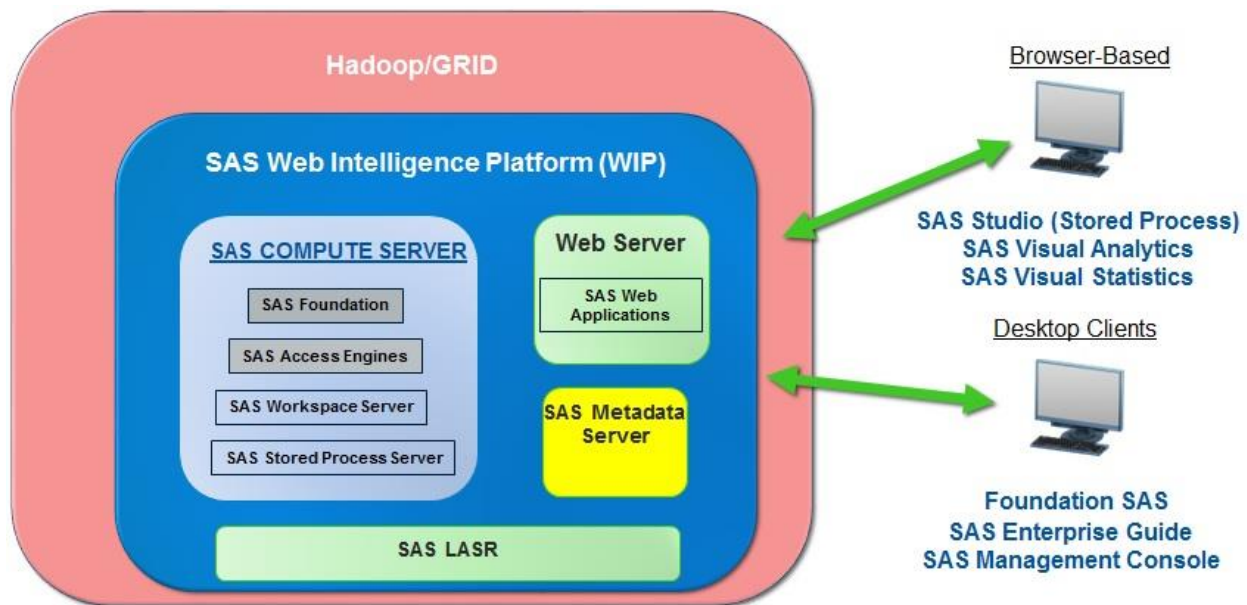 Hadoop/GRID
SAS Web Intelligence Platform (WIP)
SAS COMPUTE SERVER
SAS Foundation
SAS Access Engines
SAS Workspace Server
SAS Stored Process Server
Web Server
SAS Web
Applications
SAS Metadata
Server
SAS LASR
Browser-Based
SAS Studio (Stored Process)
SAS Visual Analytics
SAS Visual Statistics
Desktop Clients
Foundation SAS
SAS Enterprise Guide
SAS Management Console